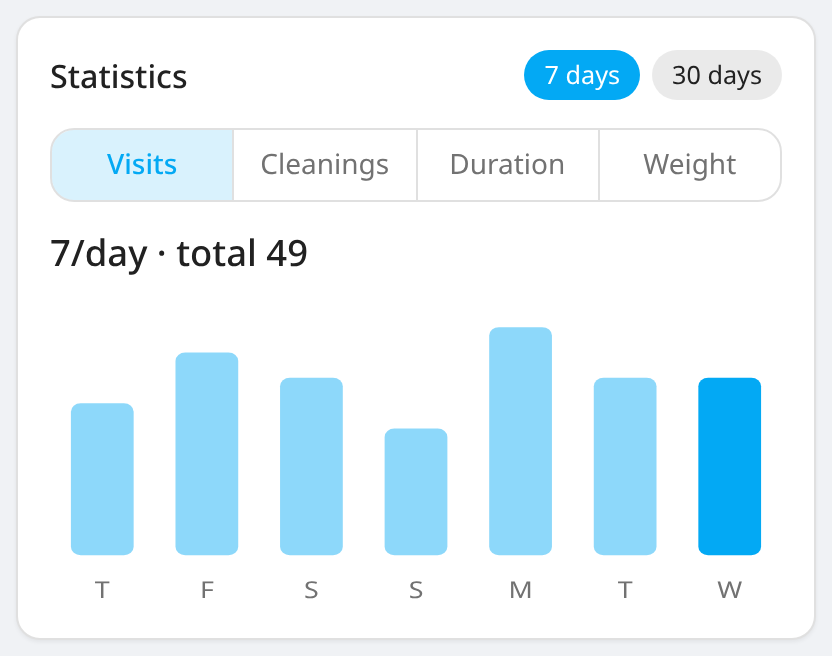 Statistics
7 days
30 days
Visits
Cleanings
Duration
Weight
7/day · total 49
T F S S M T W